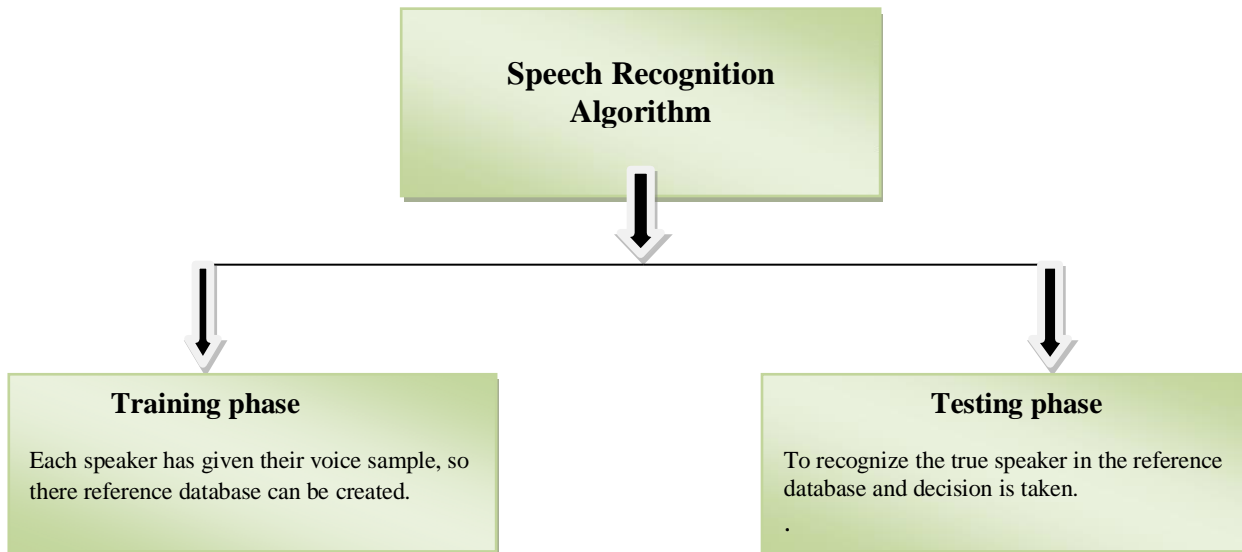 Speech Recognition
Algorithm
Training phase
Each speaker has given their voice sample, so
there reference database can be created.
Testing phase
To recognize the true speaker in the reference
database and decision is taken.
.